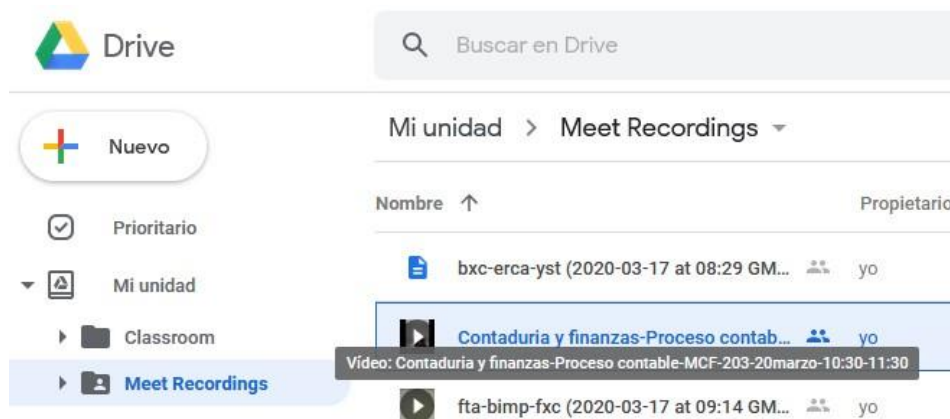 Drive
Buscar en Drive
Nuevo
Prioritario
Mi unidad
Classroom
Meet Recordings
Mi unidad > Meet Recordings
Nombre ↑ Propietario
bxc-erca-yst (2020-03-17 at 08:29 GM... yo
Contaduria y finanzas-Proceso contab... yo
Vídeo: Contaduria y finanzas-Proceso contable-MCF-203-20marzo-10:30-11:30
fta-bimp-fxc (2020-03-17 at 09:14 GM... yo